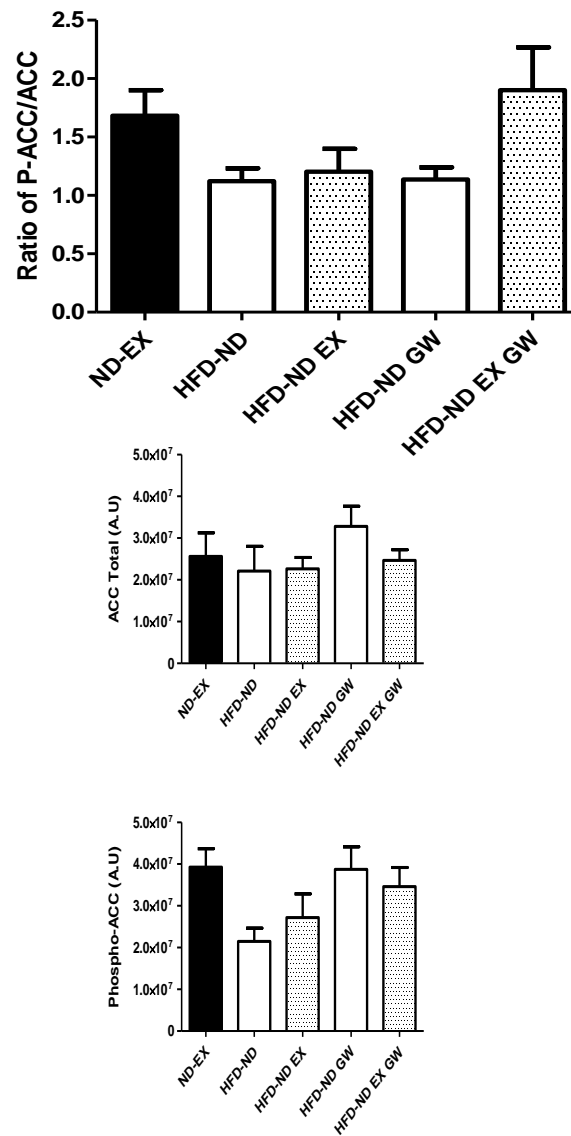 Ratio of P-ACC/ACC
2.5
2.0
1.5
1.0
0.5
0.0
ND-EX
HFD-ND
HFD-ND EX
HFD-ND GW
HFD-ND EX GW
ACC Total (A.U)
5.0x10⁷
4.0x10⁷
3.0x10⁷
2.0x10⁷
1.0x10⁷
0
ND-EX
HFD-ND
HFD-ND EX
HFD-ND GW
HFD-ND EX GW
Phospho-ACC (A.U)
5.0x10⁷
4.0x10⁷
3.0x10⁷
2.0x10⁷
1.0x10⁷
0
ND-EX
HFD-ND
HFD-ND EX
HFD-ND GW
HFD-ND EX GW